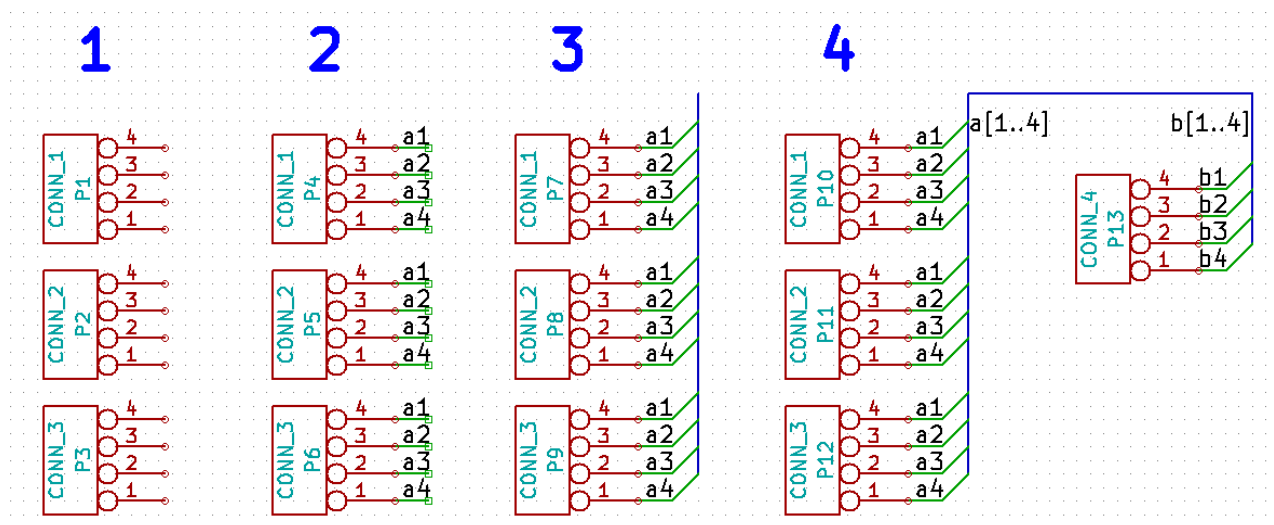 1 2 3 4
CONN_1
P1
4
3
2
1
CONN_2
P2
4
3
2
1
CONN_3
P3
4
3
2
1
CONN_1
P4
4 a1
3 a2
2 a3
1 a4
CONN_2
P5
4 a1
3 a2
2 a3
1 a4
CONN_3
P6
4 a1
3 a2
2 a3
1 a4
CONN_1
P7
4 a1
3 a2
2 a3
1 a4
CONN_2
P8
4 a1
3 a2
2 a3
1 a4
CONN_3
P9
4 a1
3 a2
2 a3
1 a4
CONN_1
P10
4 a1
3 a2
2 a3
1 a4
CONN_2
P11
4 a1
3 a2
2 a3
1 a4
CONN_3
P12
4 a1
3 a2
2 a3
1 a4
a[1..4] b[1..4]
CONN_4
P13
4 b1
3 b2
2 b3
1 b4